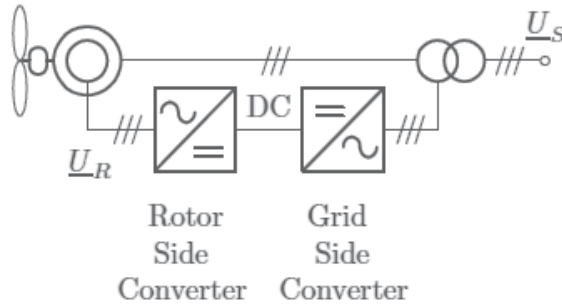 U_S
DC
U_R
Rotor
Side
Converter
Grid
Side
Converter